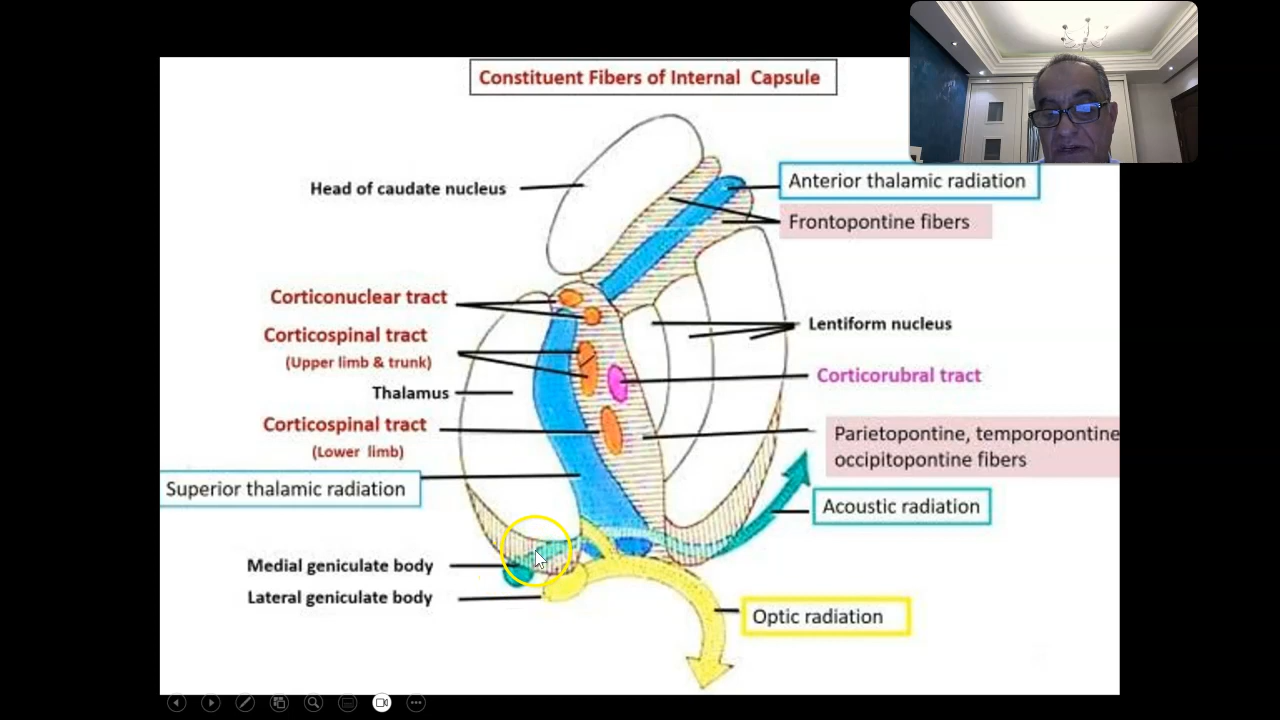 Constituent Fibers of Internal Capsule
Head of caudate nucleus
Anterior thalamic radiation
Frontopontine fibers
Corticonuclear tract
Corticospinal tract
(Upper limb & trunk)
Lentiform nucleus
Thalamus
Corticorubral tract
Corticospinal tract
(Lower limb)
Parietopontine, temporopontine
occipitopontine fibers
Superior thalamic radiation
Acoustic radiation
Medial geniculate body
Lateral geniculate body
Optic radiation